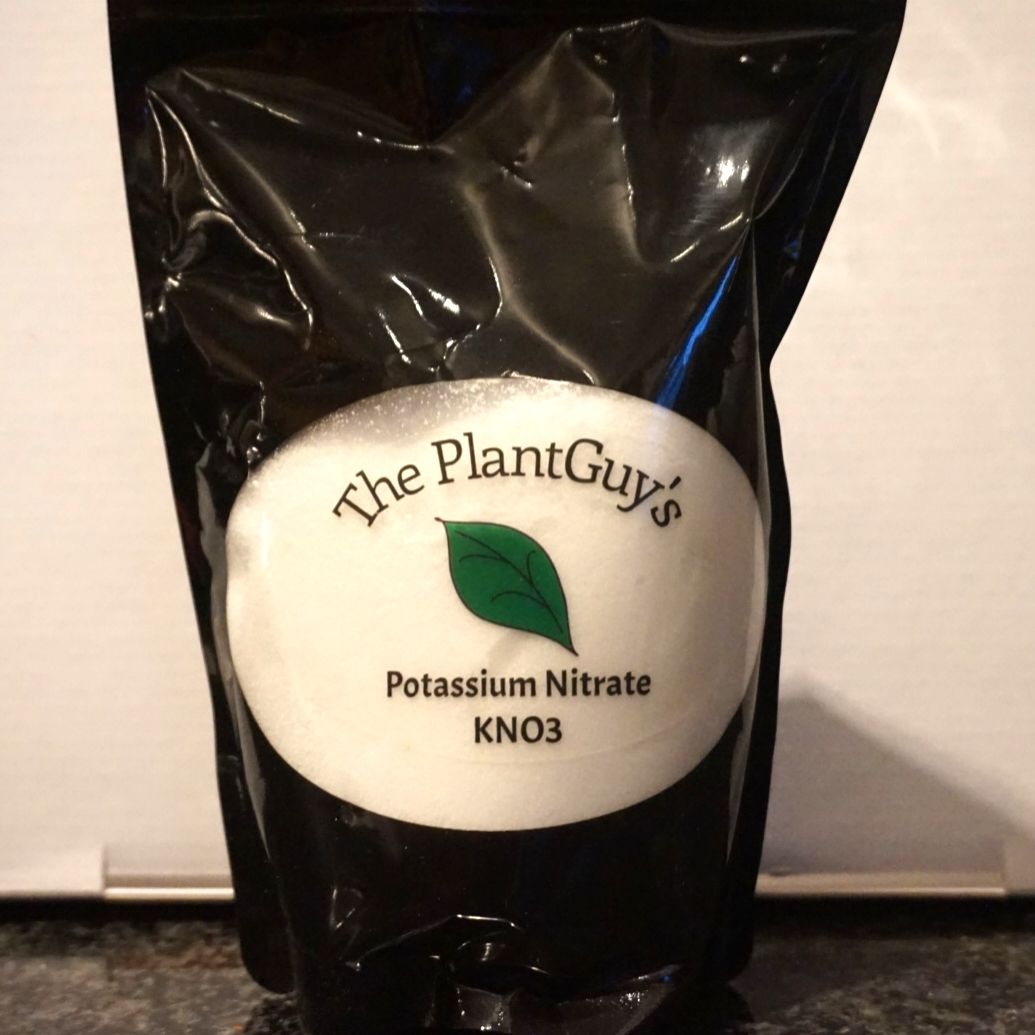 The PlantGuy's
Potassium Nitrate
KNO3